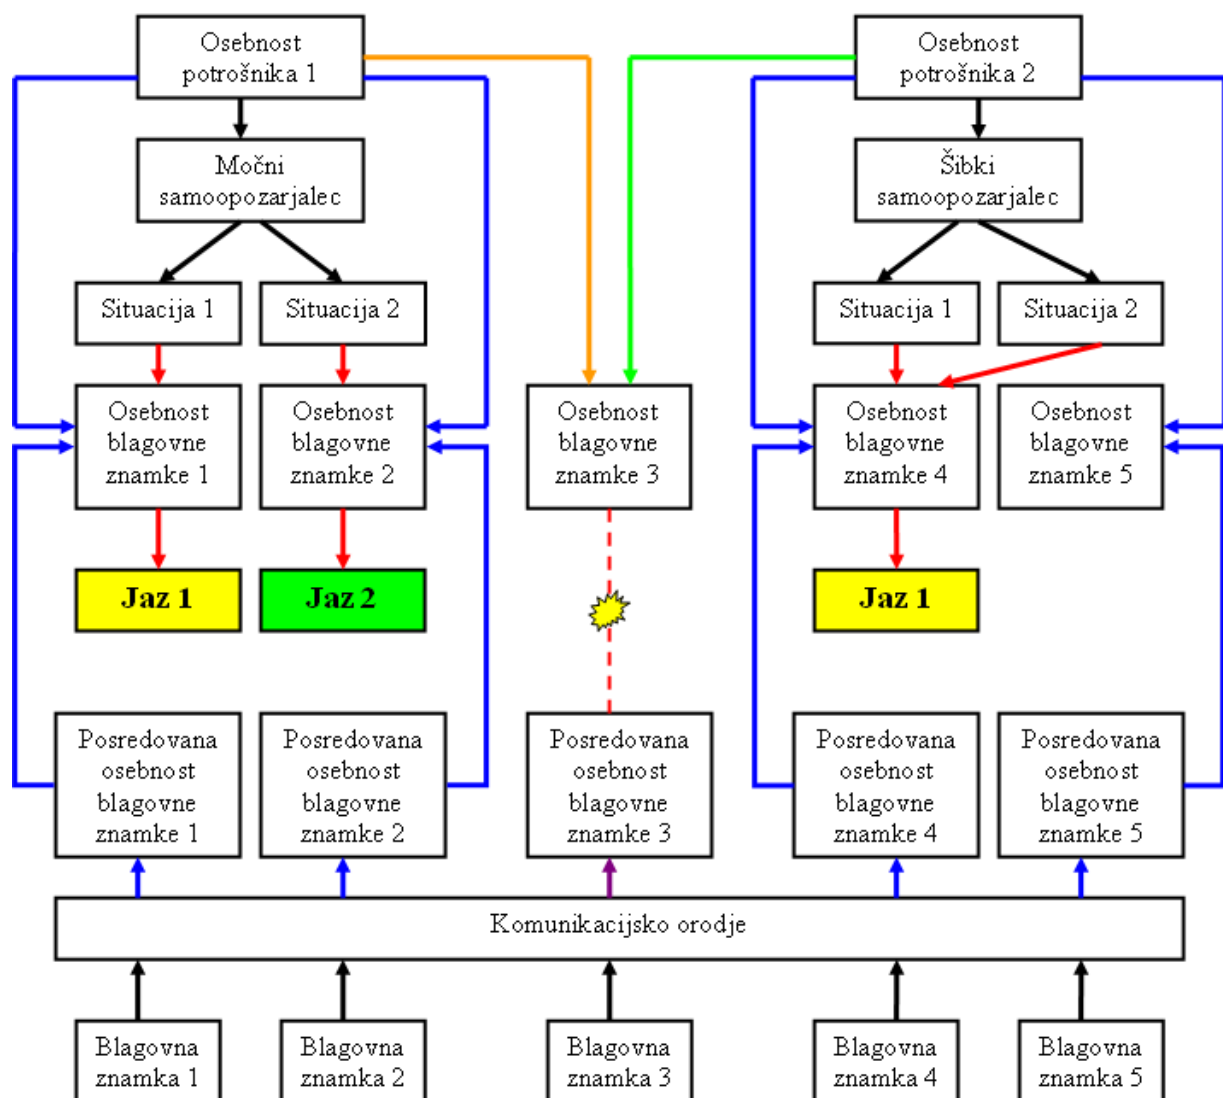 Osebnost
potrošnika 1
Osebnost
potrošnika 2
Močni
samoopozarjalec
Šibki
samoopozarjalec
Situacija 1
Situacija 2
Situacija 1
Situacija 2
Osebnost
blagovne
znamke 1
Osebnost
blagovne
znamke 2
Osebnost
blagovne
znamke 3
Osebnost
blagovne
znamke 4
Osebnost
blagovne
znamke 5
Jaz 1
Jaz 2
Jaz 1
Posredovana
osebnost
blagovne
znamke 1
Posredovana
osebnost
blagovne
znamke 2
Posredovana
osebnost
blagovne
znamke 3
Posredovana
osebnost
blagovne
znamke 4
Posredovana
osebnost
blagovne
znamke 5
Komunikacijsko orodje
Blagovna
znamka 1
Blagovna
znamka 2
Blagovna
znamka 3
Blagovna
znamka 4
Blagovna
znamka 5